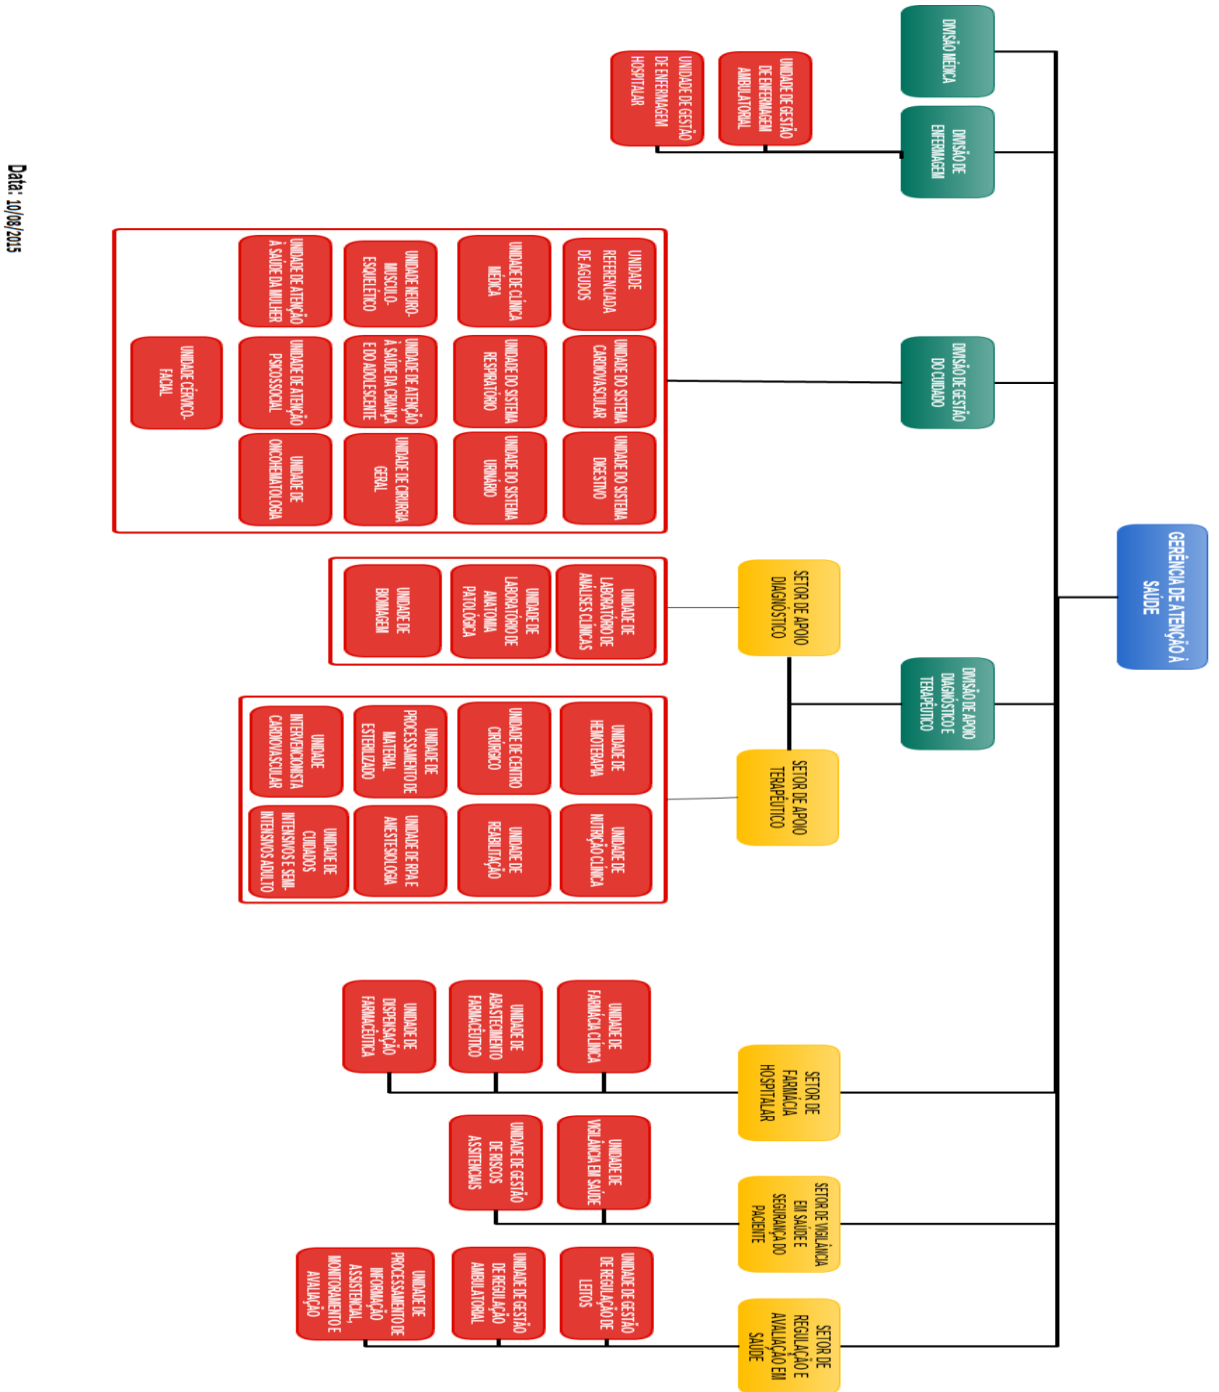 GERÊNCIA DE ATENÇÃO À
SAÚDE
DIVISÃO MÉDICA
DIVISÃO DE
ENFERMAGEM
DIVISÃO DE GESTÃO
DO CUIDADO
DIVISÃO DE APOIO
DIAGNÓSTICO E
TERAPÊUTICO
SETOR DE APOIO
DIAGNÓSTICO
SETOR DE APOIO
TERAPÊUTICO
SETOR DE
FARMÁCIA
HOSPITALAR
SETOR DE VIGILÂNCIA
EM SAÚDE E
SEGURANÇA DO
PACIENTE
SETOR DE
REGULAÇÃO E
AVALIAÇÃO EM
SAUDE
UNIDADE DE GESTÃO
DE ENFERMAGEM
AMBULATORIAL
UNIDADE DE GESTÃO
DE ENFERMAGEM
HOSPITALAR
UNIDADE
REFERENCIADA
DE AGUDOS
UNIDADE DO SISTEMA
CARDIOVASCULAR
UNIDADE DO SISTEMA
DIGESTIVO
UNIDADE DE CLÍNICA
MÉDICA
UNIDADE DO SISTEMA
RESPIRATÓRIO
UNIDADE DO SISTEMA
URINÁRIO
UNIDADE NEURO-
MUSCULO-
ESQUELÉTICO
UNIDADE DE ATENÇÃO
À SAÚDE DA CRIANÇA
E DO ADOLESCENTE
UNIDADE DE CIRURGIA
GERAL
UNIDADE DE ATENÇÃO
À SAÚDE DA MULHER
UNIDADE DE ATENÇÃO
PSICOSSOCIAL
UNIDADE DE
ONCOHEMATOLOGIA
UNIDADE CÉRVICO-
FACIAL
UNIDADE DE
LABORATÓRIO DE
ANÁLISES CLÍNICAS
UNIDADE DE
LABORATÓRIO DE
ANATOMIA
PATOLÓGICA
UNIDADE DE
BIOIMAGEM
UNIDADE DE
HEMOTERAPIA
UNIDADE DE
NUTRIÇÃO CLÍNICA
UNIDADE DE CENTRO
CIRÚRGICO
UNIDADE DE
REABILITAÇÃO
UNIDADE DE
PROCESSAMENTO DE
MATERIAL
ESTERILIZADO
UNIDADE DE RPA E
ANESTESIOLOGIA
UNIDADE
INTERVENCIONISTA
CARDIOVASCULAR
UNIDADE DE
CUIDADOS
INTENSIVOS E SEMI-
INTENSIVOS ADULTO
UNIDADE DE
FARMÁCIA CLÍNICA
UNIDADE DE
ABASTECIMENTO
FARMACÊUTICO
UNIDADE DE
DISPENSAÇÃO
FARMACÊUTICA
UNIDADE DE
VIGILÂNCIA EM SAÚDE
UNIDADE DE GESTÃO
DE RISCOS
ASSITENCIAIS
UNIDADE DE GESTÃO
DE REGULAÇÃO DE
LEITOS
UNIDADE DE GESTÃO
DE REGULAÇÃO
AMBULATORIAL
UNIDADE DE
PROCESSAMENTO DE
INFORMAÇÃO
ASSISTENCIAL,
MONITORAMENTO E
AVALIAÇÃO
Data: 10/08/2015